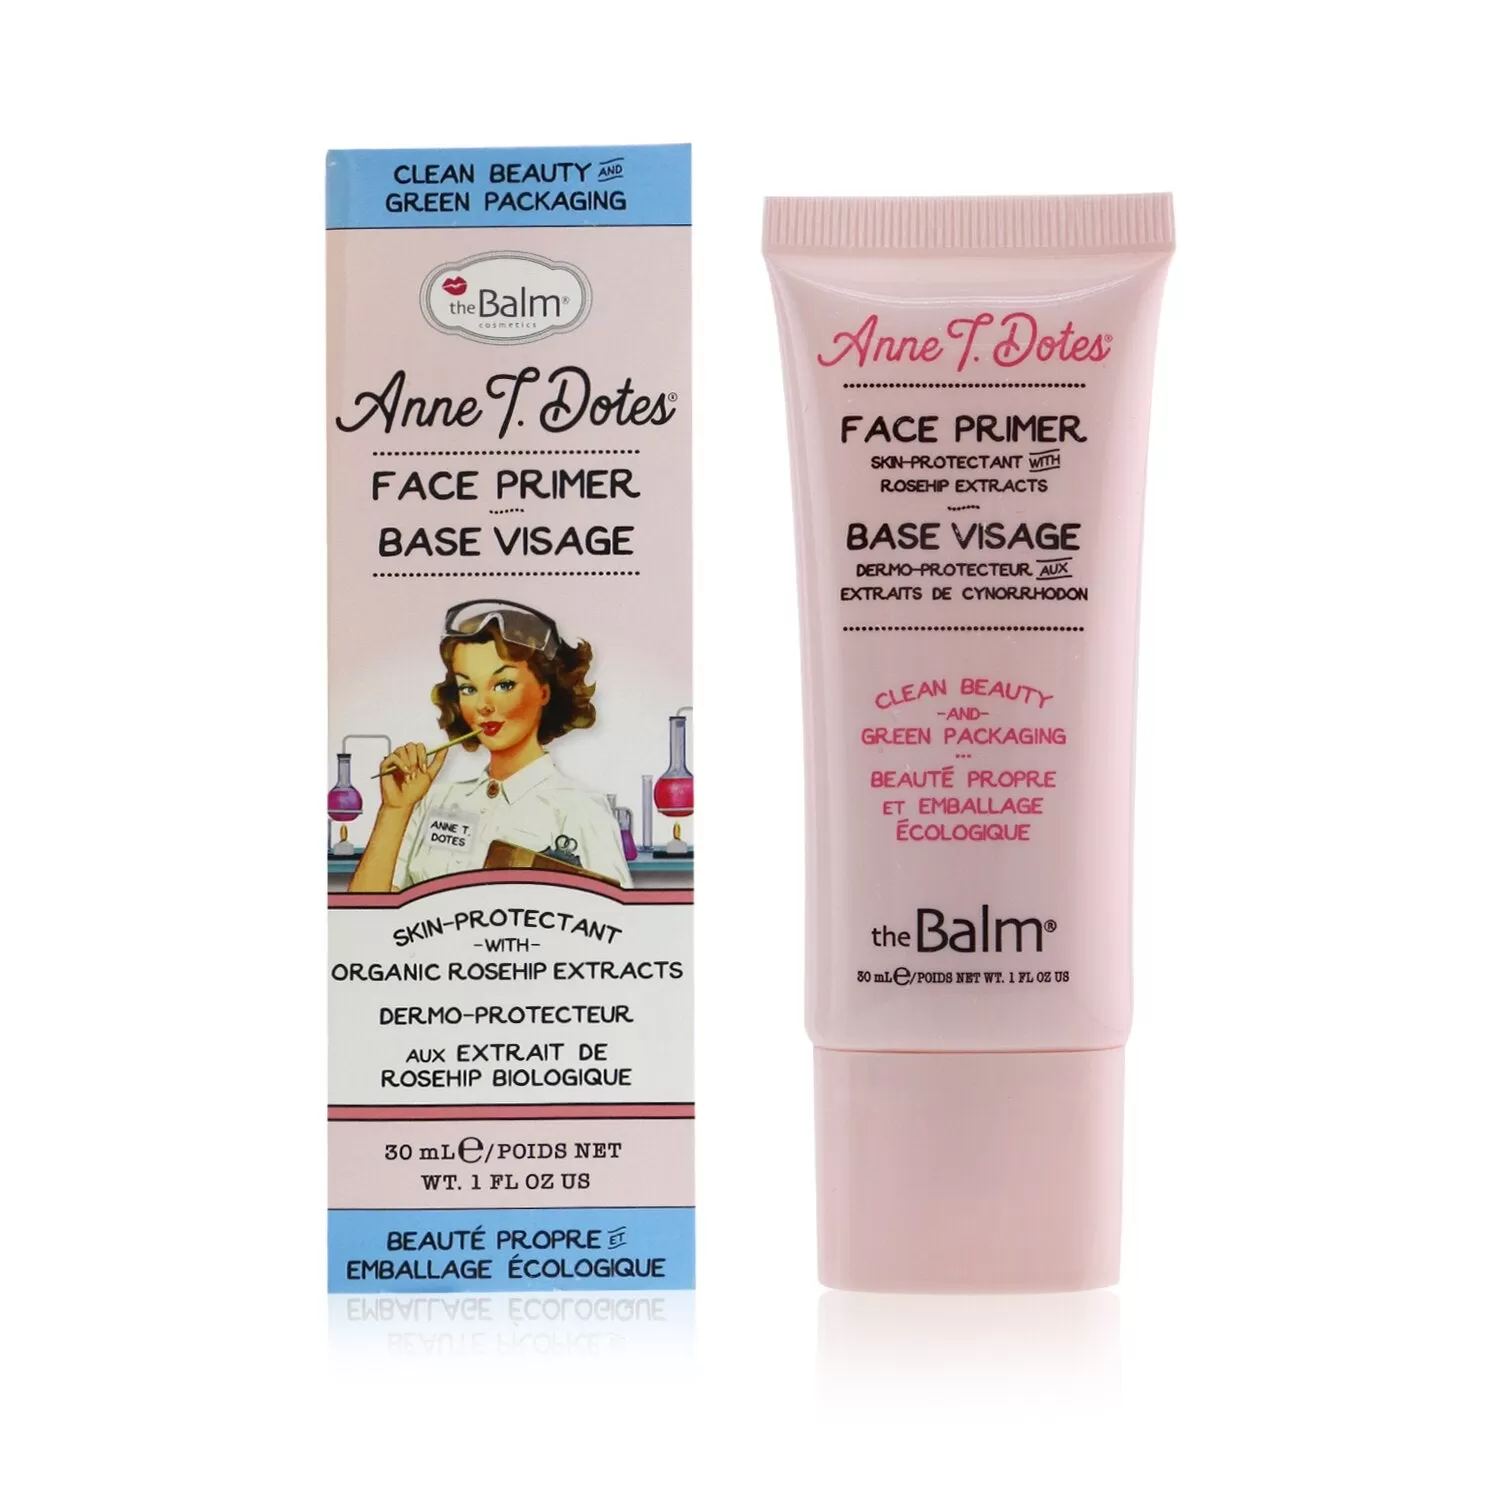 CLEAN BEAUTY AND
GREEN PACKAGING
the Balm®
cosmetics
Anne T. Dotes®
FACE PRIMER
BASE VISAGE
ANNE T.
DOTES
SKIN-PROTECTANT
-WITH-
ORGANIC ROSEHIP EXTRACTS
DERMO-PROTECTEUR
AUX EXTRAIT DE
ROSEHIP BIOLOGIQUE
30 mL℮/POIDS NET
WT. 1 FL OZ US
BEAUTÉ PROPRE ET
EMBALLAGE ÉCOLOGIQUE
Anne T. Dotes®
FACE PRIMER
SKIN-PROTECTANT WITH
ROSEHIP EXTRACTS
BASE VISAGE
DERMO-PROTECTEUR AUX
EXTRAITS DE CYNORRHODON
CLEAN BEAUTY
-AND-
GREEN PACKAGING
BEAUTÉ PROPRE
ET EMBALLAGE
ÉCOLOGIQUE
the Balm®
30 mL℮/POIDS NET WT. 1 FL OZ US